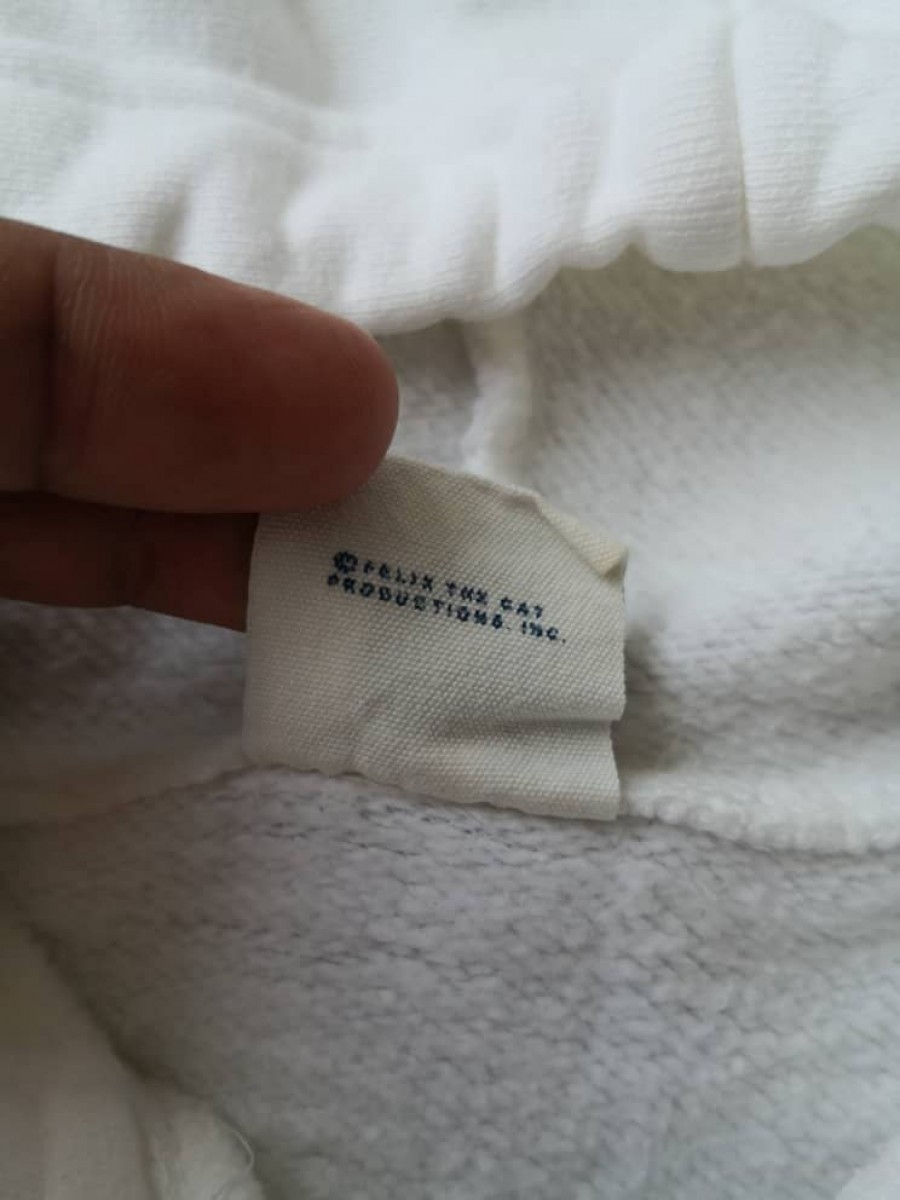 © FELIX THE CAT
PRODUCTIONS, INC.